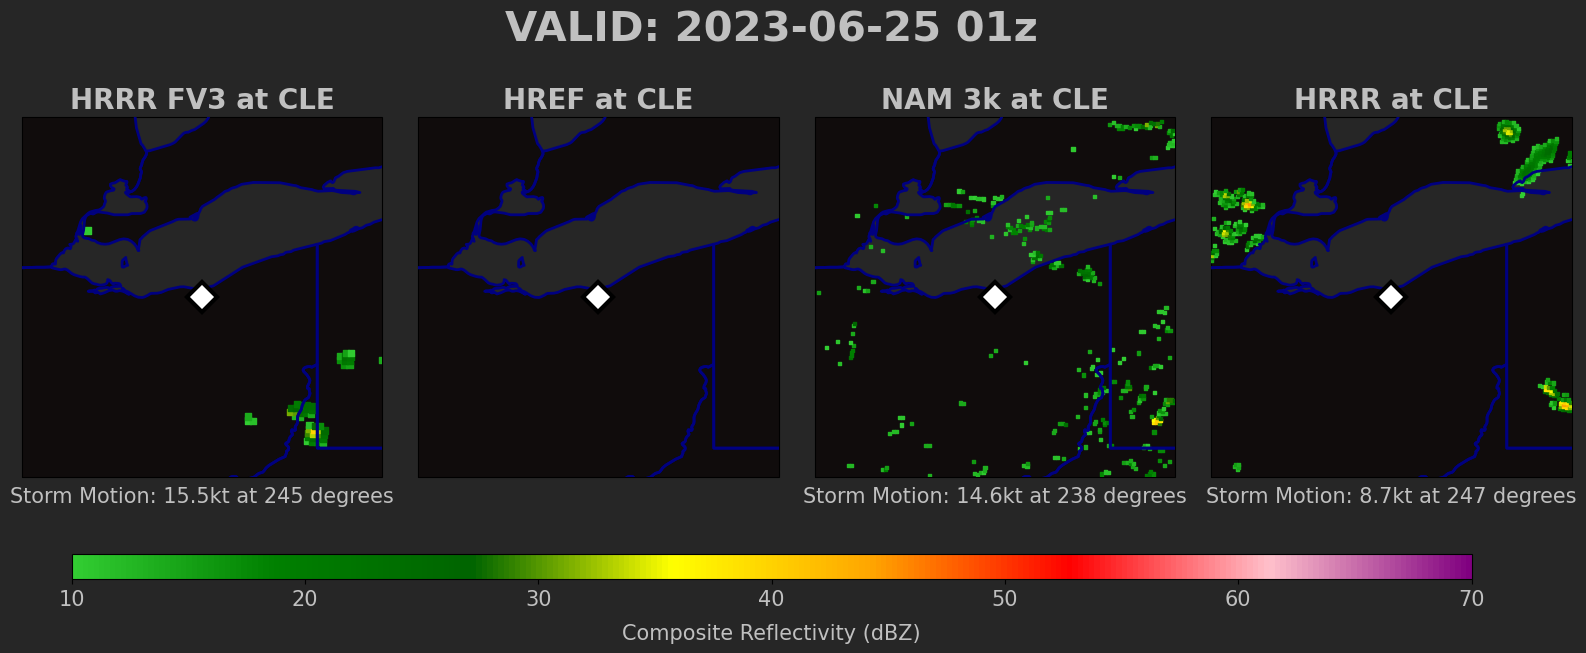 VALID: 2023-06-25 01z
HRRR FV3 at CLE
HREF at CLE
NAM 3k at CLE
HRRR at CLE
Storm Motion: 15.5kt at 245 degrees
Storm Motion: 14.6kt at 238 degrees
Storm Motion: 8.7kt at 247 degrees
10 20 30 40 50 60 70
Composite Reflectivity (dBZ)